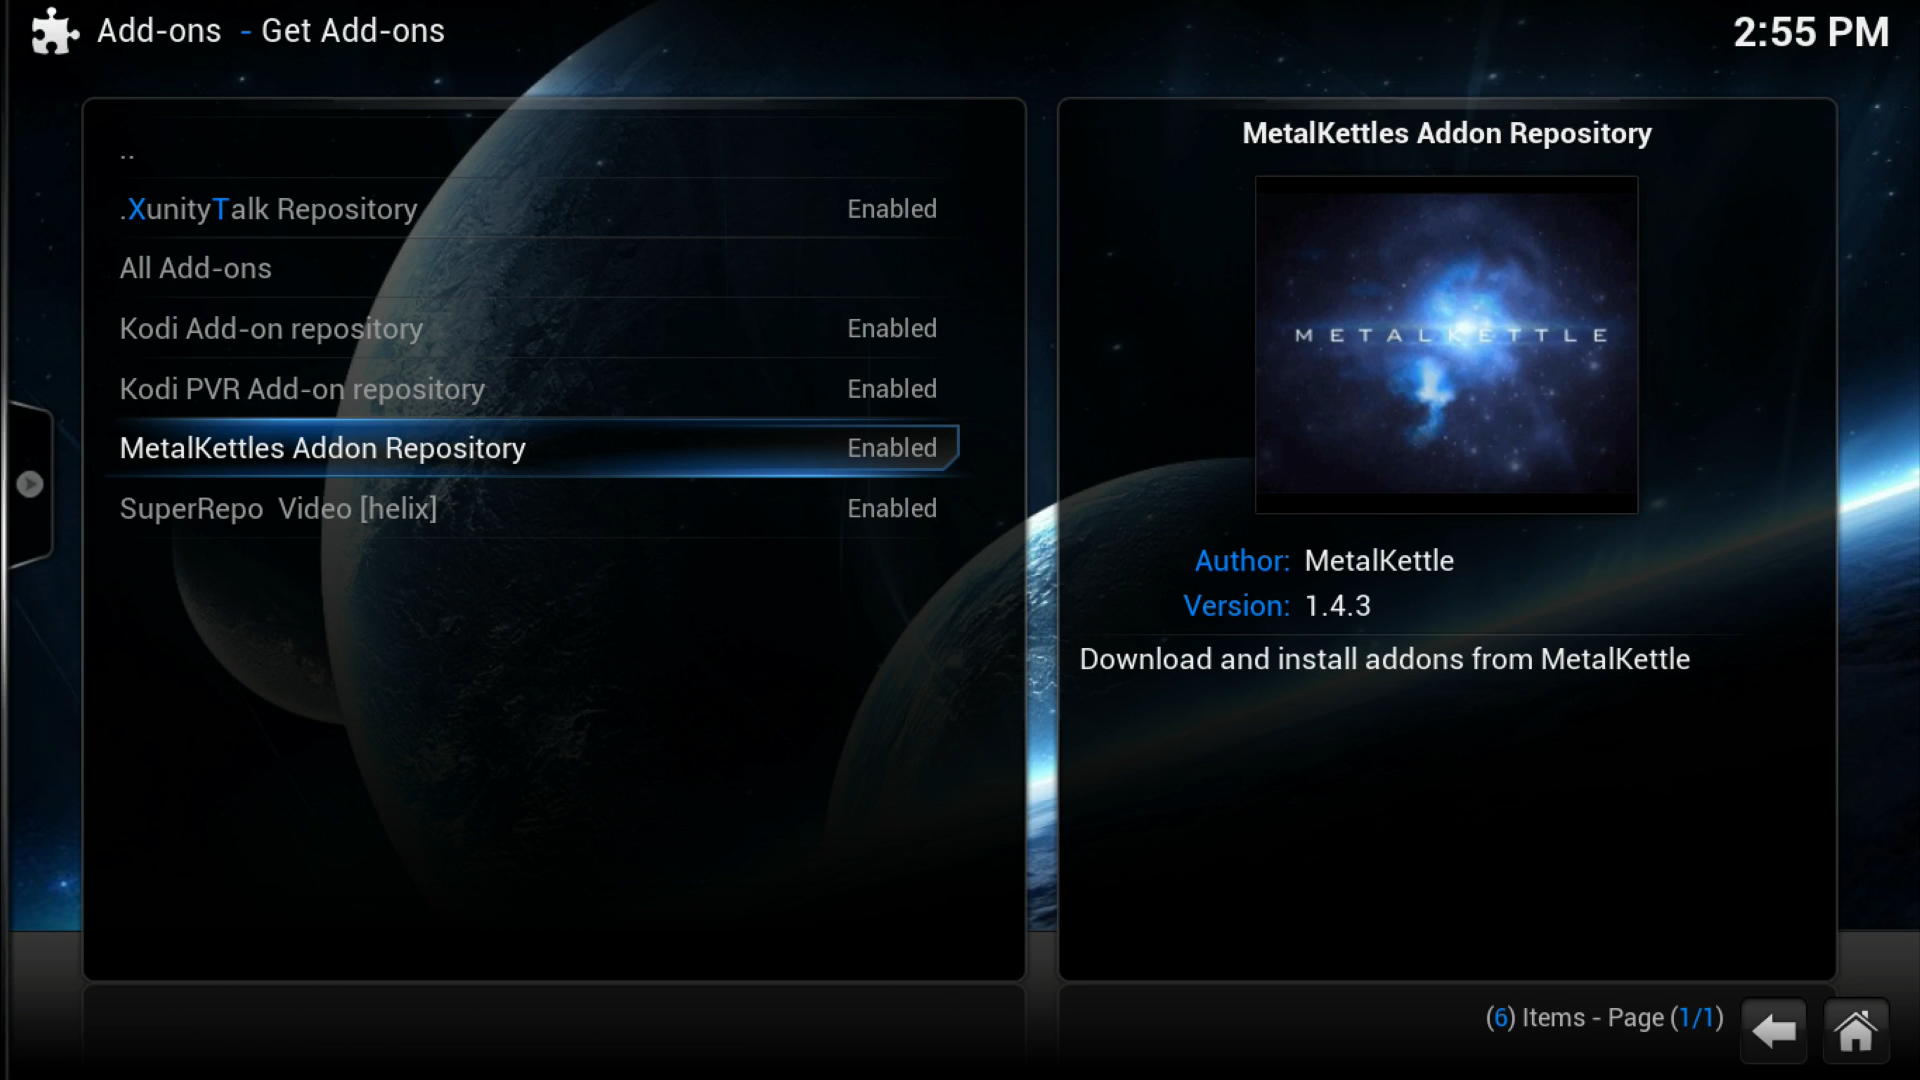 Add-ons - Get Add-ons
2:55 PM
..
.XunityTalk Repository Enabled
All Add-ons
Kodi Add-on repository Enabled
Kodi PVR Add-on repository Enabled
MetalKettles Addon Repository Enabled
SuperRepo Video [helix] Enabled
MetalKettles Addon Repository
METALKETTLE
Author: MetalKettle
Version: 1.4.3
Download and install addons from MetalKettle
(6) Items - Page (1/1)